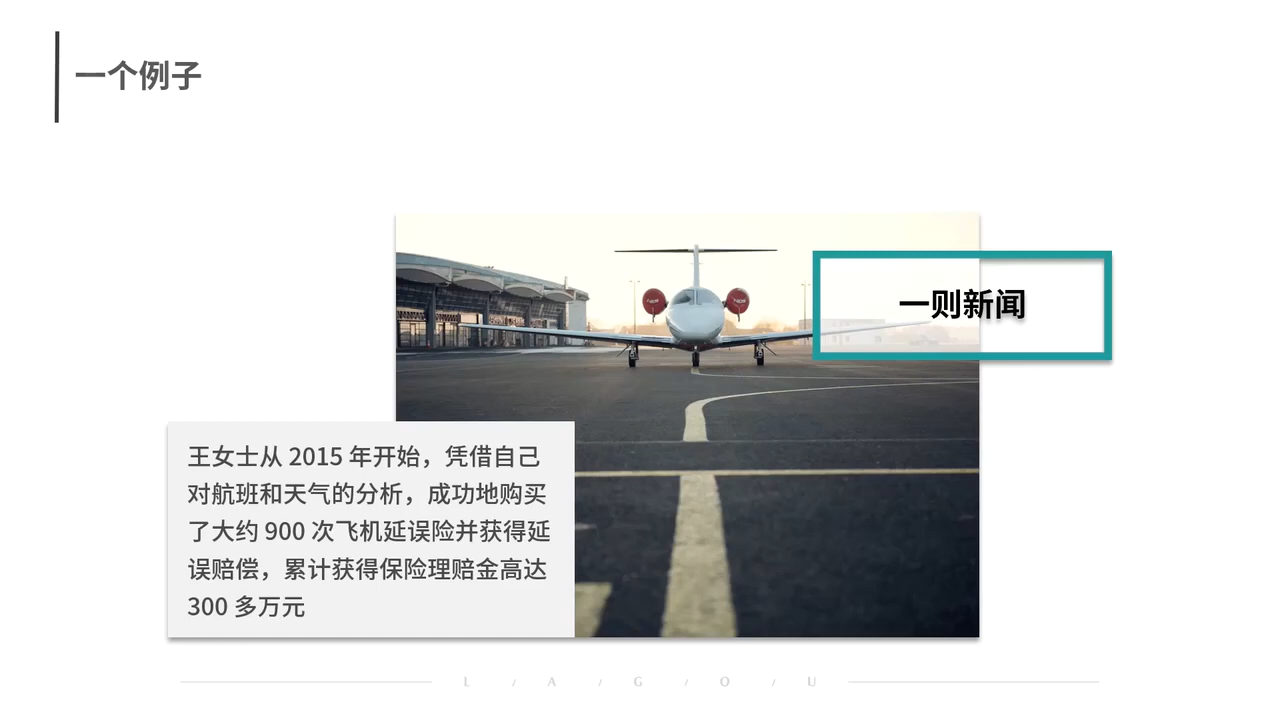 一个例子
一则新闻
王女士从 2015 年开始，凭借自己
对航班和天气的分析，成功地购买
了大约 900 次飞机延误险并获得延
误赔偿，累计获得保险理赔金高达
300 多万元
L / A / G / O / U